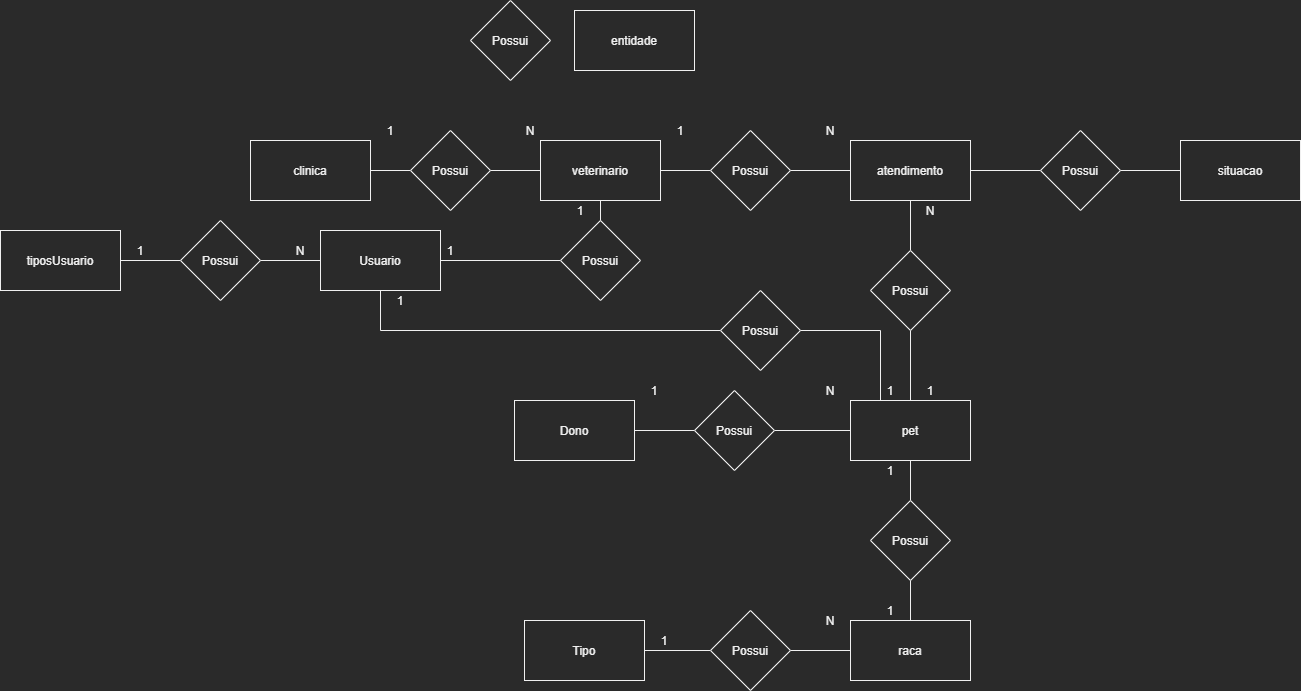 Possui
entidade
1
N
1
N
clinica
Possui
veterinario
Possui
atendimento
Possui
situacao
1
N
1
N
1
tiposUsuario
Possui
Usuario
Possui
Possui
1
Possui
1
N
1
1
Dono
Possui
pet
1
Possui
1
N
1
Tipo
Possui
raca